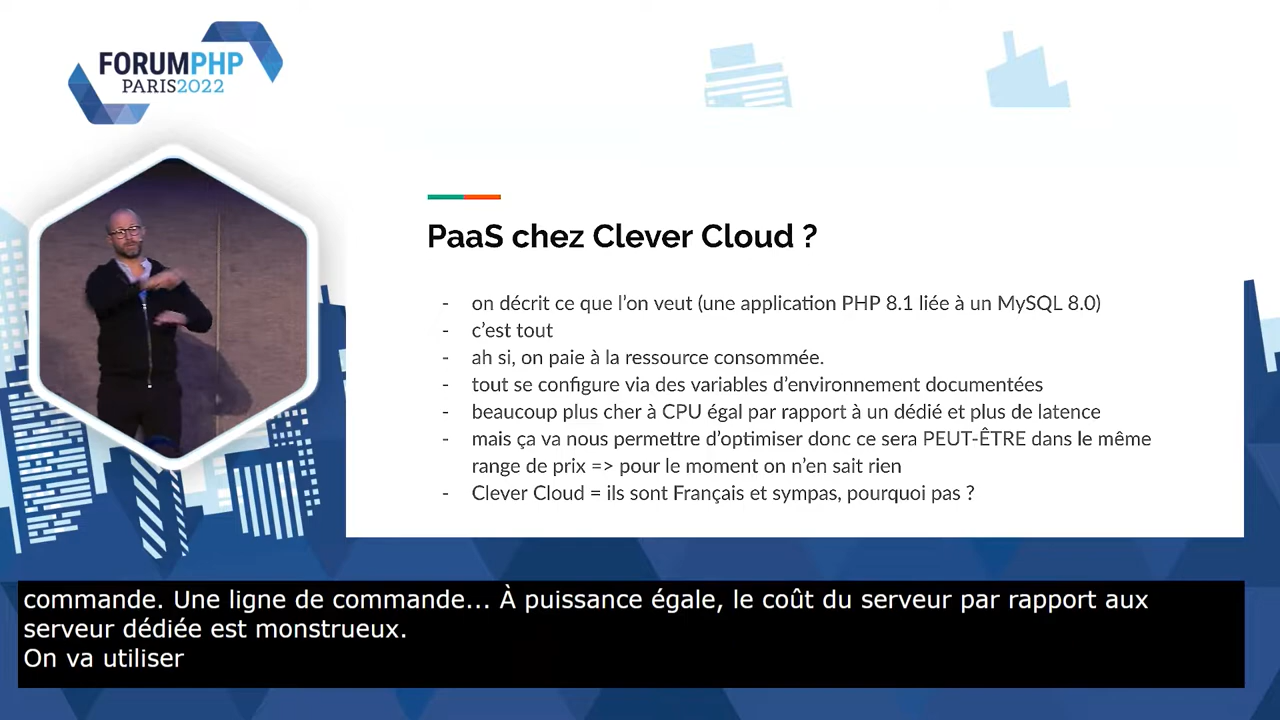 FORUMPHP
PARIS2022
PaaS chez Clever Cloud ?
- on décrit ce que l'on veut (une application PHP 8.1 liée à un MySQL 8.0)
- c'est tout
- ah si, on paie à la ressource consommée.
- tout se configure via des variables d'environnement documentées
- beaucoup plus cher à CPU égal par rapport à un dédié et plus de latence
- mais ça va nous permettre d'optimiser donc ce sera PEUT-ÊTRE dans le même
range de prix => pour le moment on n'en sait rien
- Clever Cloud = ils sont Français et sympas, pourquoi pas ?
commande. Une ligne de commande... À puissance égale, le coût du serveur par rapport aux
serveur dédiée est monstrueux.
On va utiliser